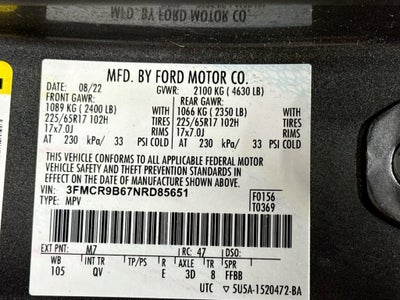 MFD. BY FORD MOTOR CO.
DATE: 08/22 GVWR: 2100 KG ( 4630 LB)
FRONT GAWR: REAR GAWR:
1089 KG ( 2400 LB) WITH 1066 KG ( 2350 LB) WITH
225/65R17 102H TIRES 225/65R17 102H TIRES
17x7.0J RIMS 17x7.0J RIMS
AT 230 kPa/ 33 PSI COLD AT 230 kPa/ 33 PSI COLD
THIS VEHICLE CONFORMS TO ALL APPLICABLE FEDERAL MOTOR
VEHICLE SAFETY AND THEFT PREVENTION STANDARDS IN
EFFECT ON THE DATE OF MANUFACTURE SHOWN ABOVE.
VIN: 3FMCR9B67NRD85651 F0156
TYPE: MPV T0369
EXT PNT: M7 RC: 47 DSO:
WB INT TR TP/PS R AXLE TR SPR
105 QV E 3D 8 FFBB
UTC ▽ 5U5A-1520472-BA